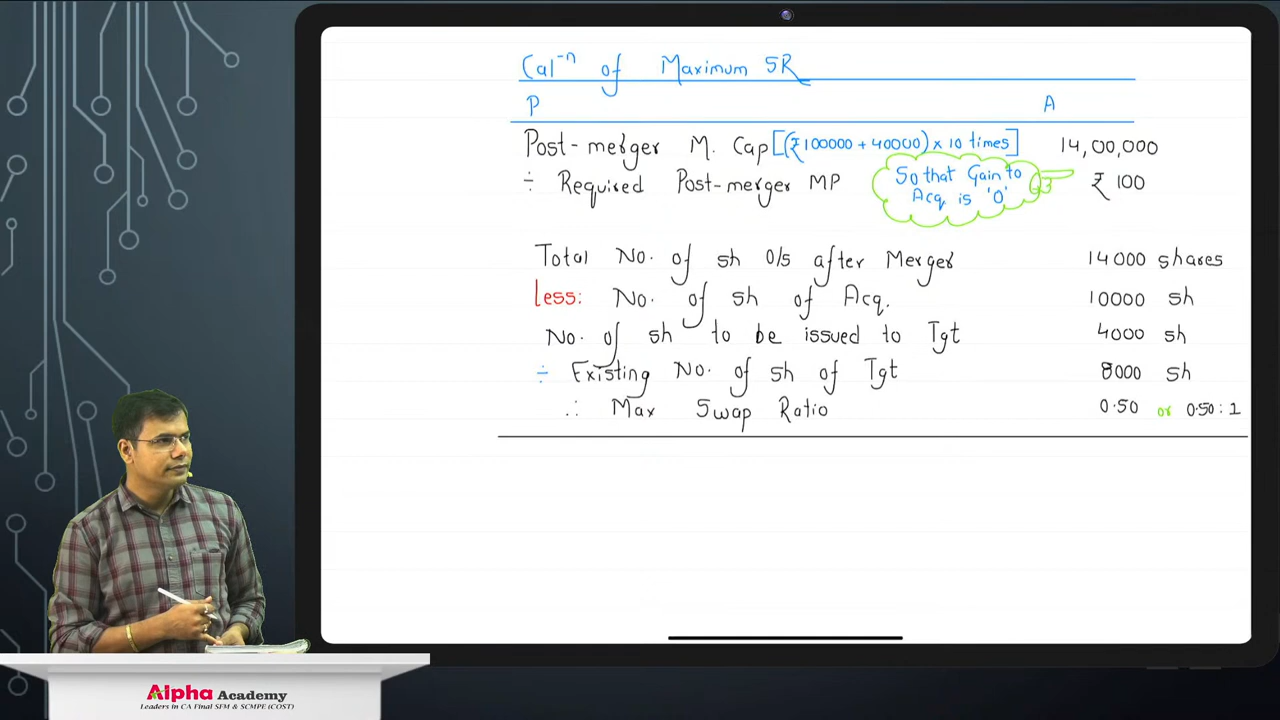 Cal⁻ⁿ of Maximum SR
P A
Post-merger M. Cap [(₹100000 + 40000) x 10 times] 14,00,000
÷ Required Post-merger MP So that Gain to Acq. is '0' ₹ 100
Total No. of sh o/s after Merger 14000 shares
less: No. of sh of Acq. 10000 sh
No. of sh to be issued to Tgt 4000 sh
÷ Existing No. of sh of Tgt 8000 sh
∴ Max Swap Ratio 0.50 or 0.50:1
Alpha Academy
Leaders in CA Final SFM & SCMPE (COST)